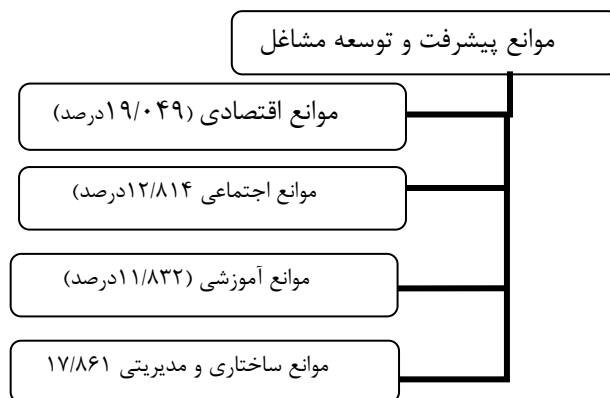 موانع پیشرفت و توسعه مشاغل
موانع اقتصادی (۱۹/۰۴۹درصد)
موانع اجتماعی ۱۲/۸۱۴درصد)
موانع آموزشی (۱۱/۸۳۲درصد)
موانع ساختاری و مدیریتی ۱۷/۸۶۱